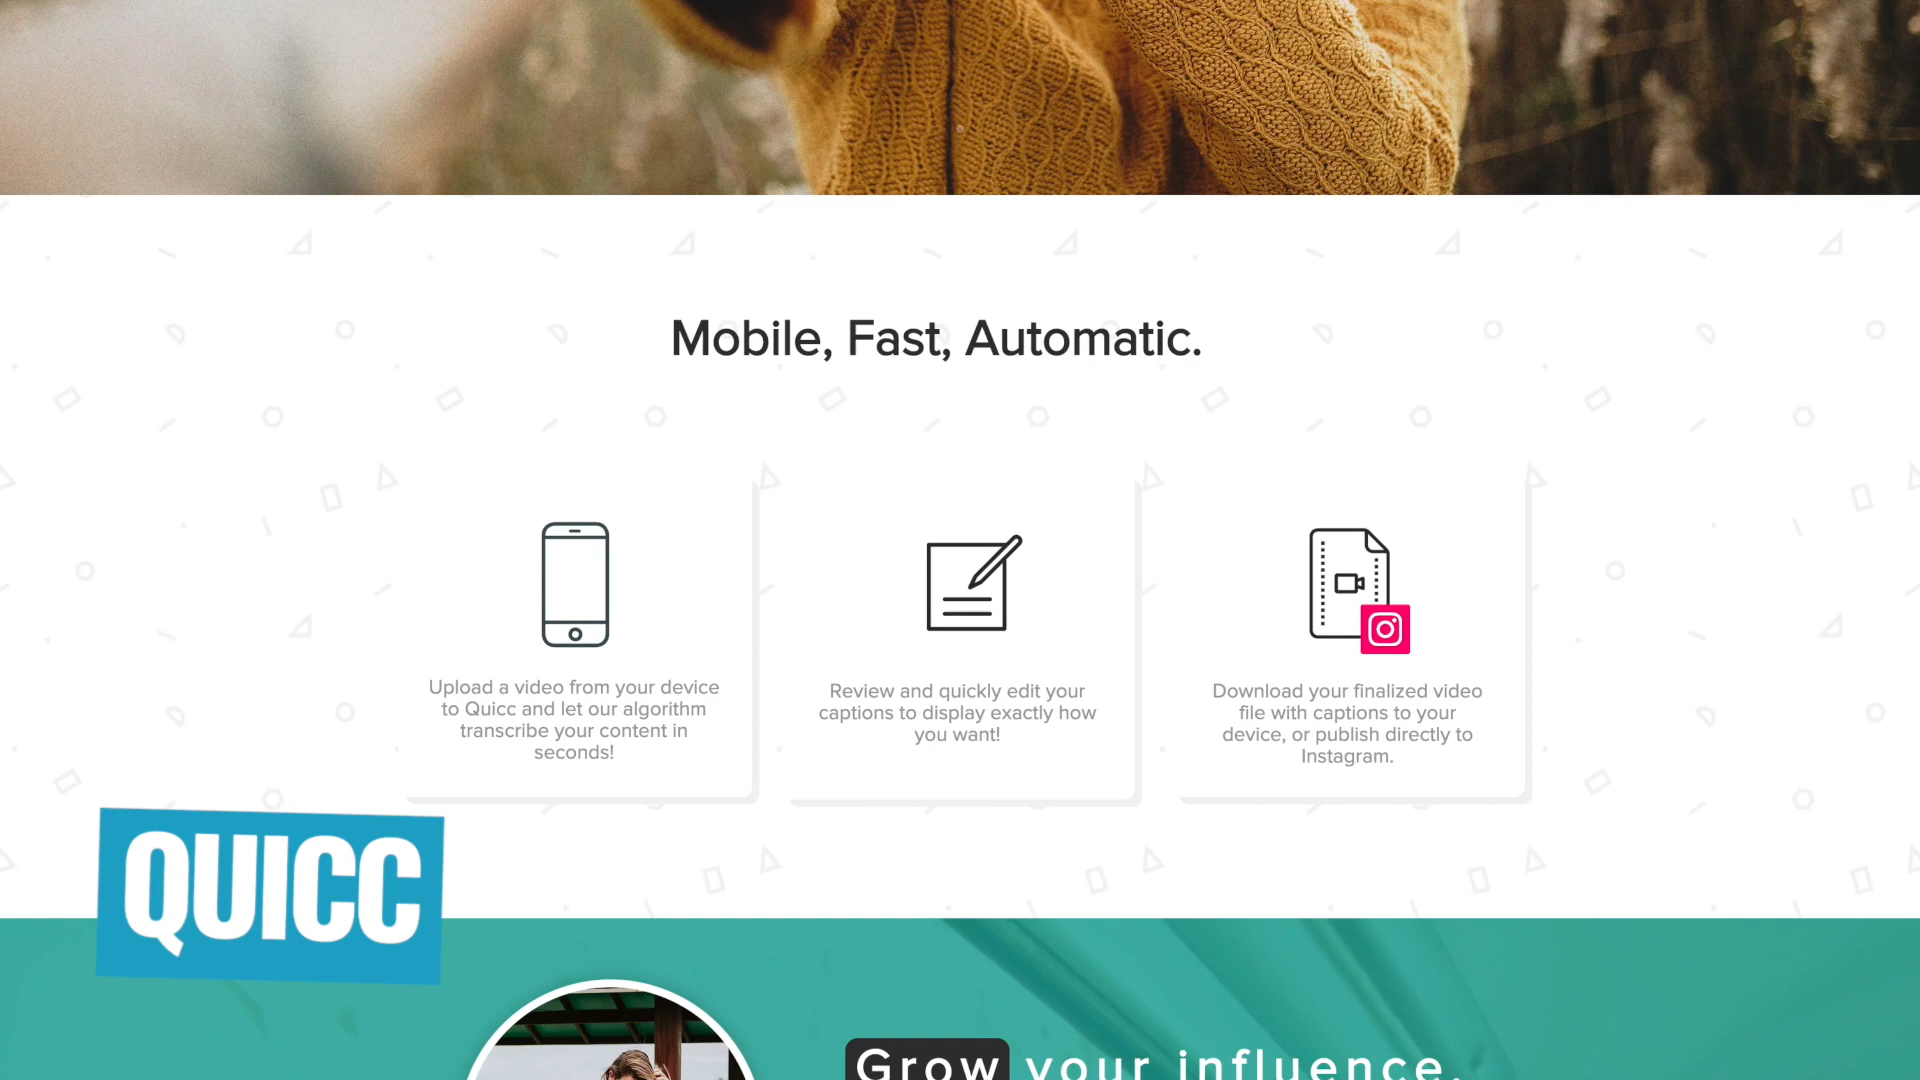 Mobile, Fast, Automatic.
Upload a video from your device
to Quicc and let our algorithm
transcribe your content in
seconds!
Review and quickly edit your
captions to display exactly how
you want!
Download your finalized video
file with captions to your
device, or publish directly to
Instagram.
QUICC
Grow your influence.